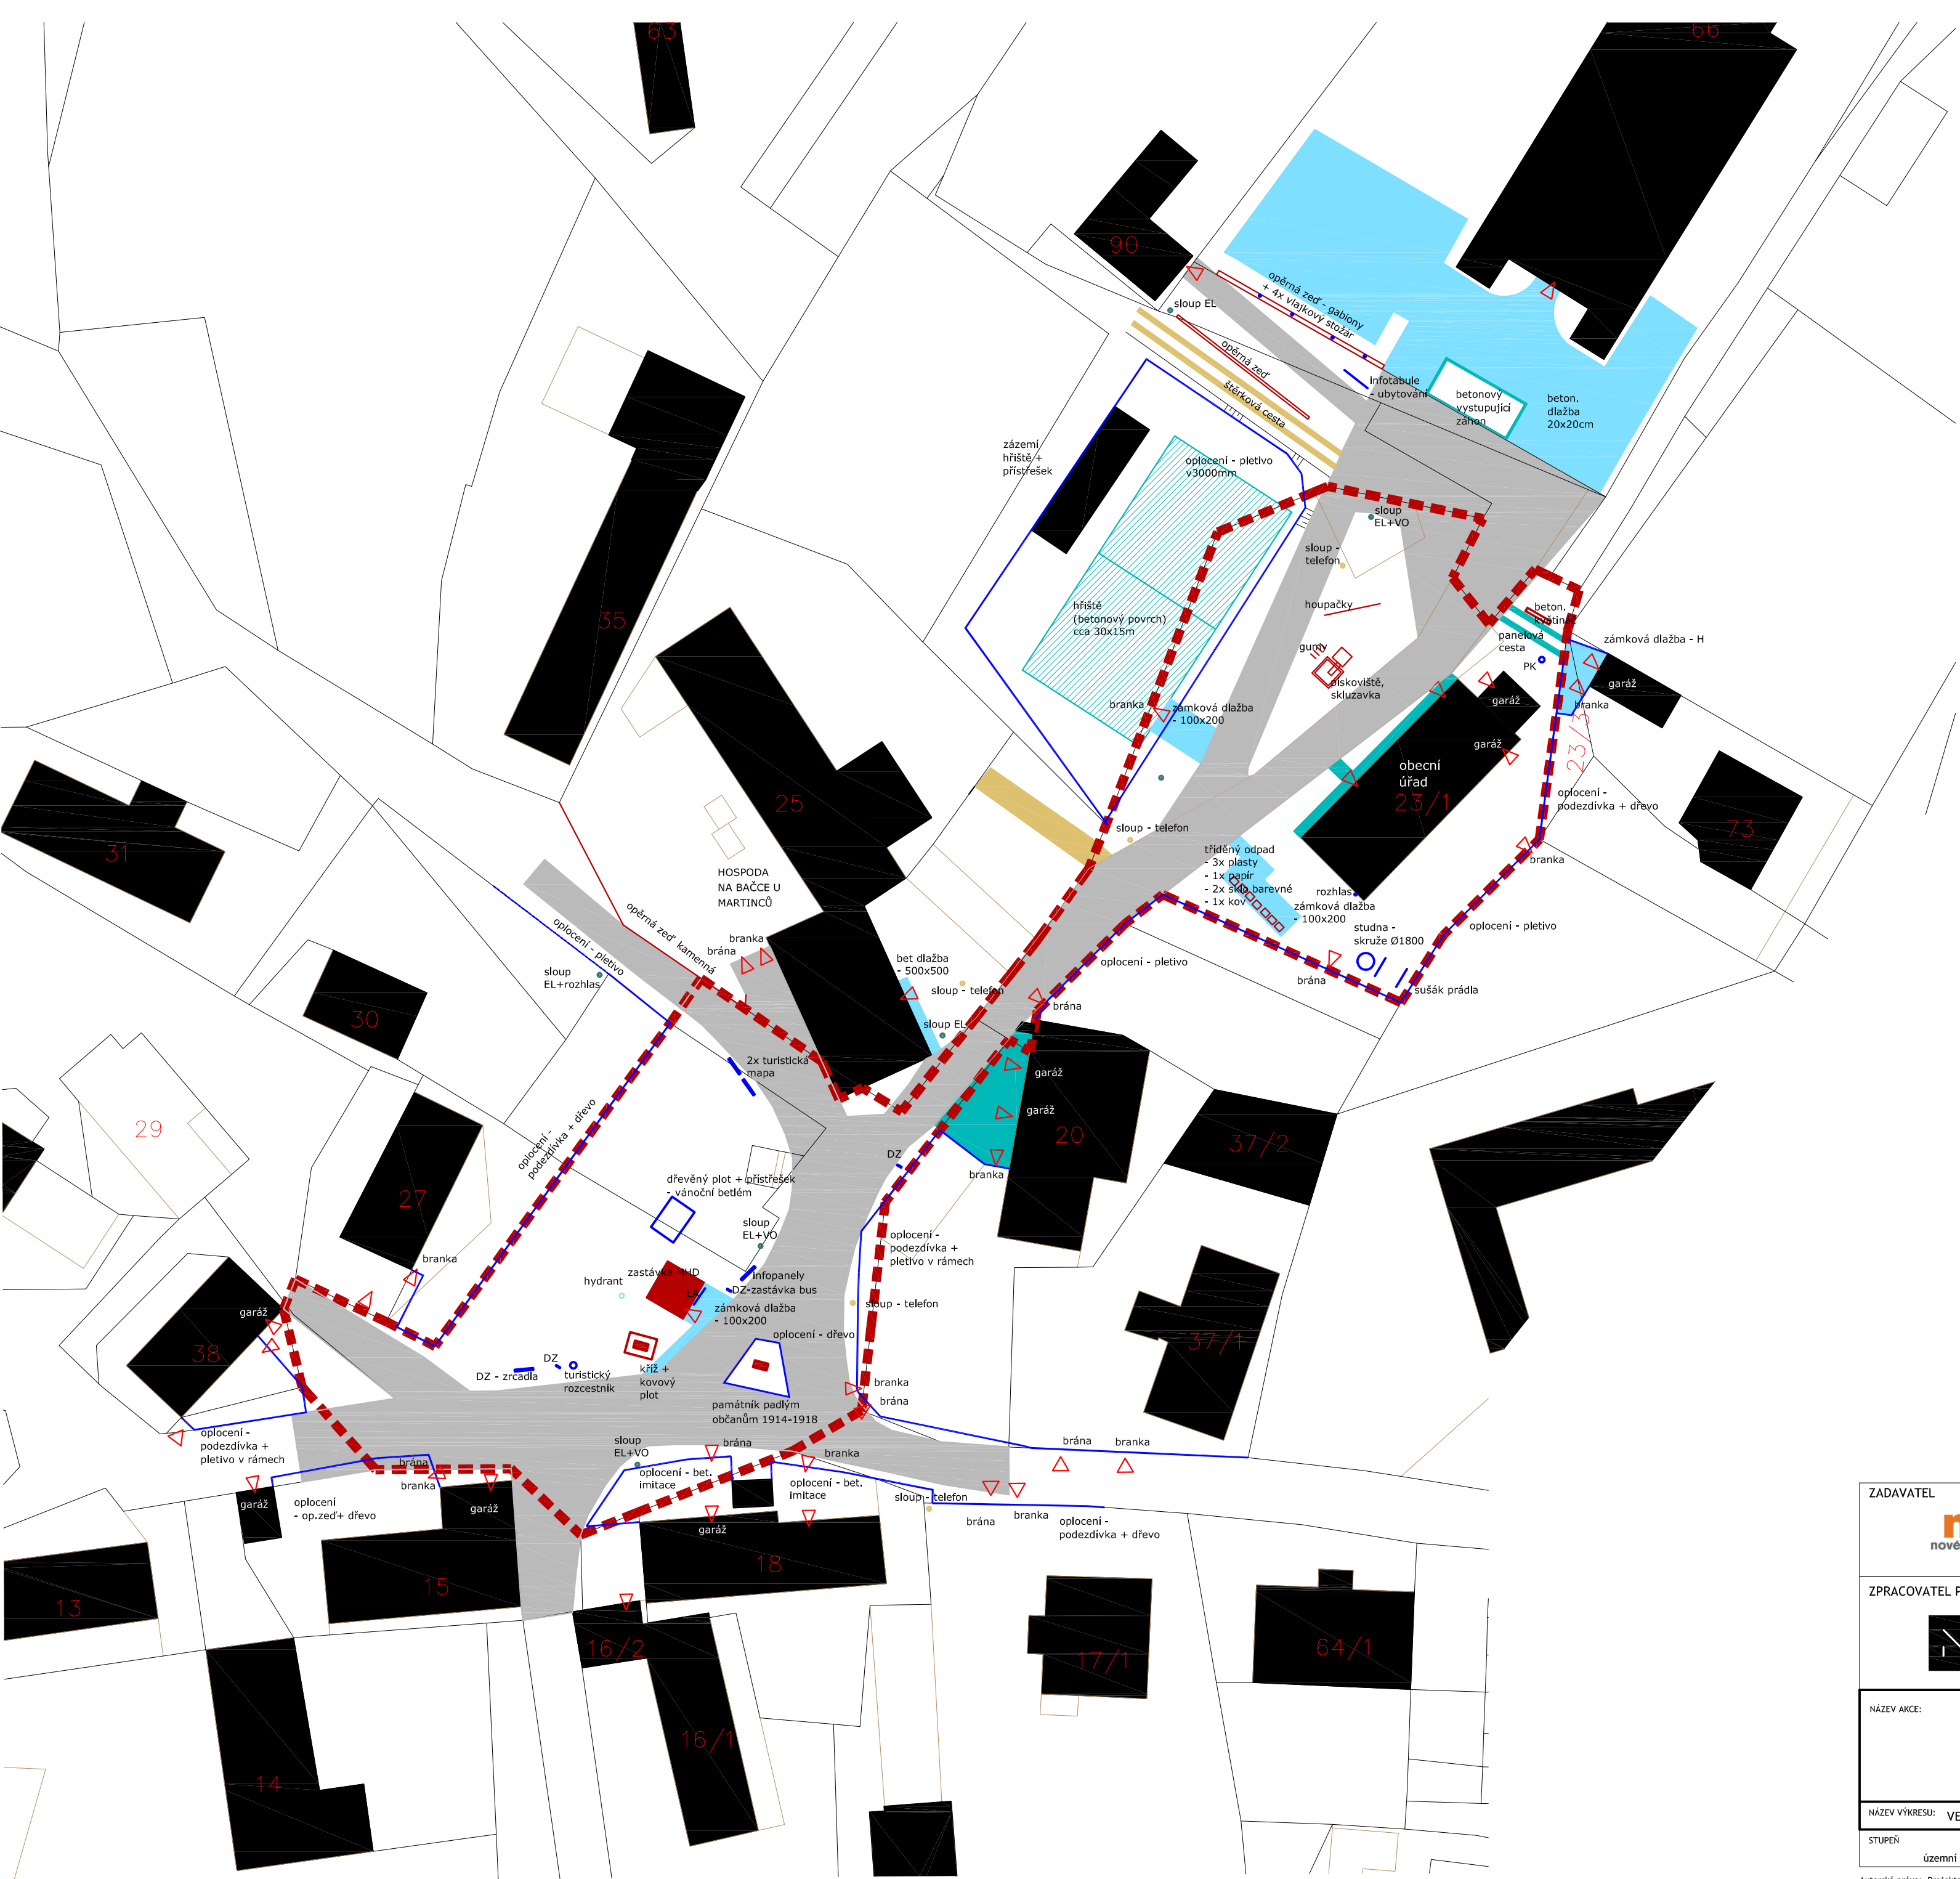 63
66
90
opěrná zeď - gabiony
+ 4x vlajkový stožár
sloup EL
opěrná zeď
štěrková cesta
infotabule
- ubytování
betonový
vystupující
záhon
beton.
dlažba
20x20cm
zázemí
hřiště +
přístřešek
oplocení - pletivo
v3000mm
sloup
EL+VO
sloup -
telefon
35
hřiště
(betonový povrch)
cca 30x15m
houpačky
gumy
pískoviště,
skluzavka
beton.
květináč
panelová
cesta
PK
zámková dlažba - H
garáž
branka
23/3
branka
zámková dlažba
- 100x200
garáž
garáž
obecní
úřad
23/1
oplocení -
podezdívka + dřevo
73
branka
25
31
sloup - telefon
tříděný odpad
- 3x plasty
- 1x papír
- 2x sklo barevné
- 1x kov
rozhlas
zámková dlažba
- 100x200
studna -
skruže Ø1800
oplocení - pletivo
HOSPODA
NA BAČCE U
MARTINCŮ
opěrná zeď kamenná
oplocení - pletivo
branka
brána
sloup
EL+rozhlas
bet dlažba
- 500x500
sloup - telefon
oplocení - pletivo
brána
sušák prádla
brána
sloup EL
30
2x turistická
mapa
garáž
garáž
20
37/2
29
oplocení -
podezdívka + dřevo
DZ
branka
27
dřevěný plot + přístřešek
- vánoční betlém
sloup
EL+VO
oplocení -
podezdívka +
pletivo v rámech
branka
zastávka MHD
infopanely
hydrant
LA
DZ-zastávka bus
zámková dlažba
- 100x200
sloup - telefon
garáž
38
oplocení - dřevo
37/1
DZ
DZ - zrcadla
turistický
rozcestník
kříž +
kovový
plot
branka
brána
památník padlým
občanům 1914-1918
oplocení -
podezdívka +
pletivo v rámech
sloup
EL+VO
brána
branka
brána
branka
brána
branka
oplocení - bet.
imitace
oplocení - bet.
imitace
garáž
oplocení
- op.zeď+ dřevo
garáž
garáž
sloup - telefon
brána
branka
oplocení -
podezdívka + dřevo
13
15
18
16/2
17/1
64/1
16/1
14
ZADAVATEL
nové
ZPRACOVATEL P
NÁZEV AKCE:
NÁZEV VÝKRESU: VE
STUPEŇ
územní